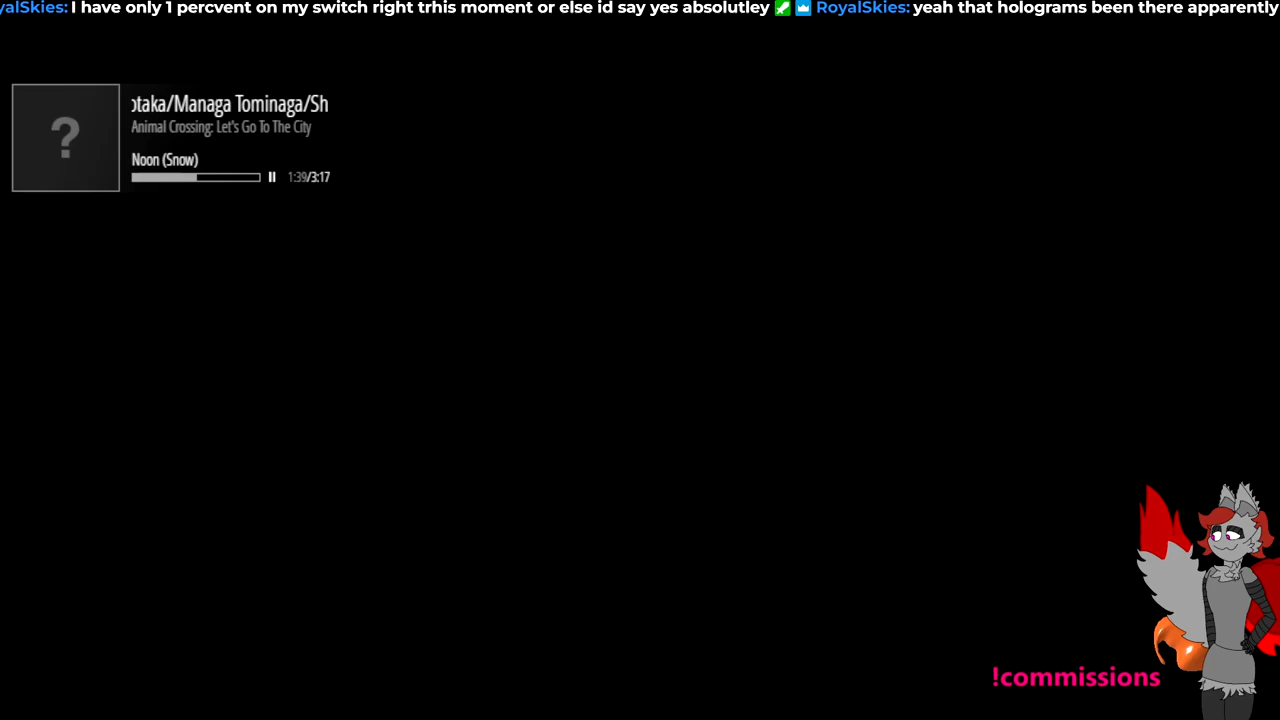 yalSkies: I have only 1 percvent on my switch right trhis moment or else id say yes absolutley RoyalSkies: yeah that holograms been there apparently
otaka/Managa Tominaga/Sh
Animal Crossing: Let's Go To The City
Noon (Snow)
1:39/3:17
?
!commissions